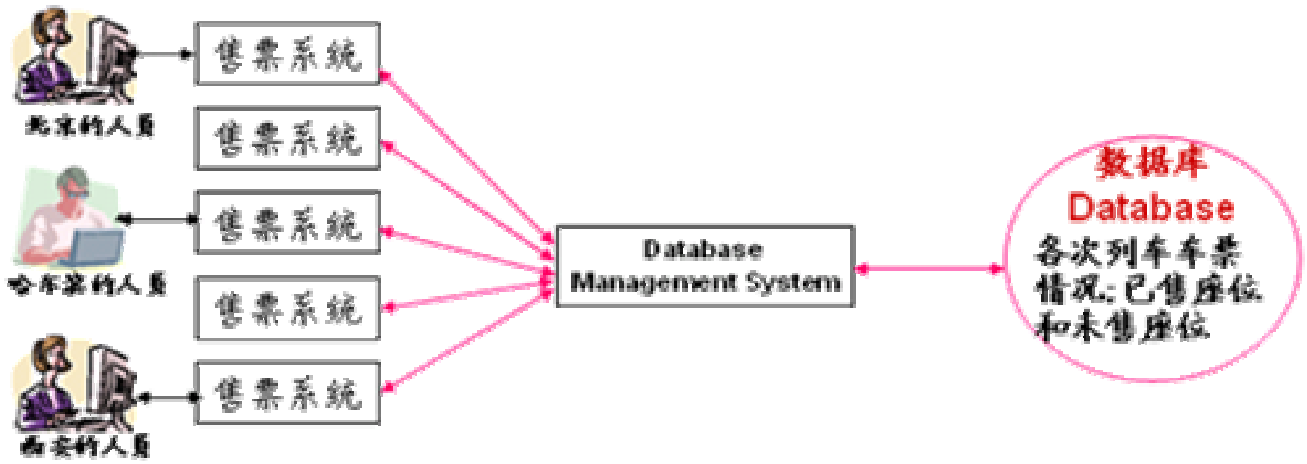 售票系统
北京的人员
售票系统
售票系统
哈尔滨的人员
售票系统
售票系统
西安的人员
Database
Management System
数据库
Database
各次列车车票
情况:已售座位
和未售座位